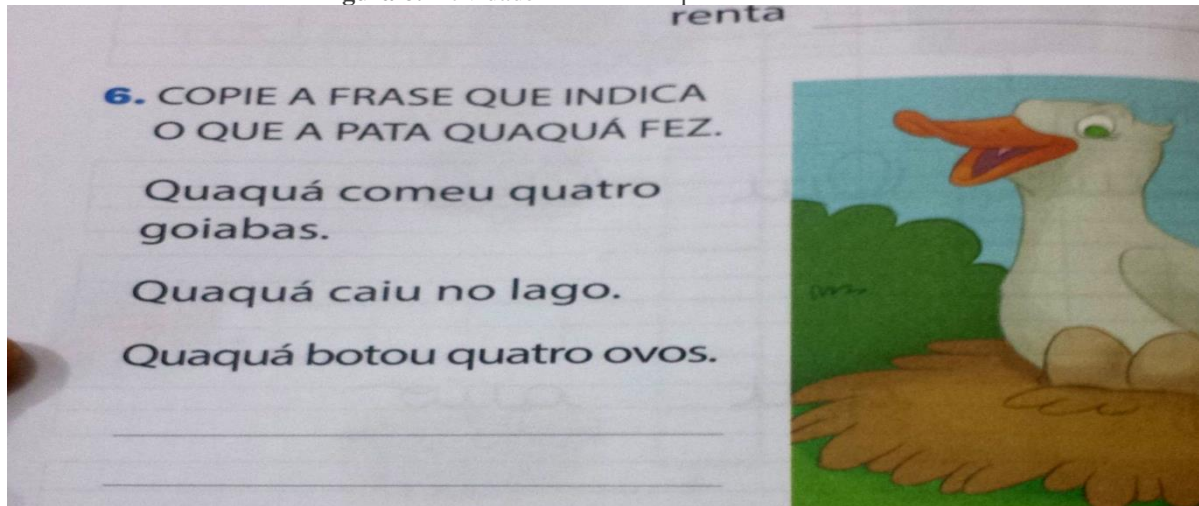 renta
6. COPIE A FRASE QUE INDICA
O QUE A PATA QUAQUÁ FEZ.
Quaquá comeu quatro
goiabas.
Quaquá caiu no lago.
Quaquá botou quatro ovos.